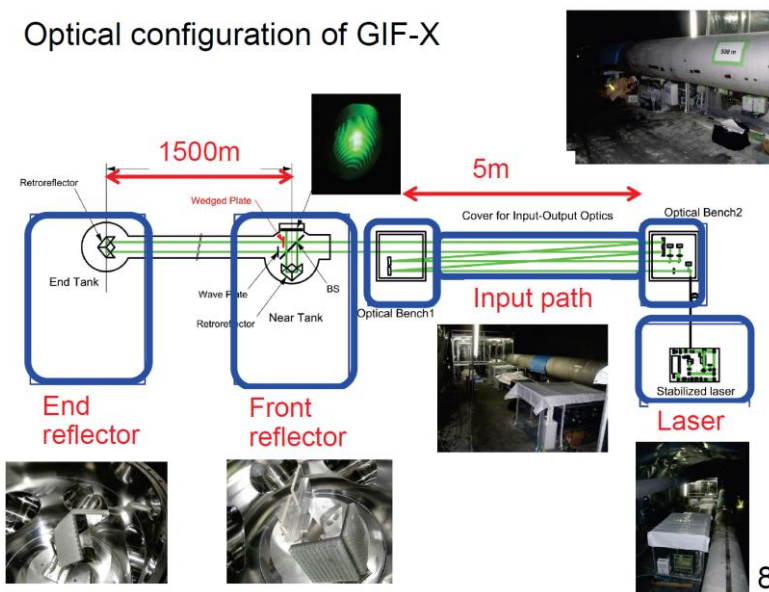 Optical configuration of GIF-X
500 m
1500m
5m
Retroreflector
Wedged Plate
Cover for Input-Output Optics
Optical Bench2
End Tank
Wave Plate
BS
Retroreflector
Near Tank
Optical Bench1
Input path
Stabilized laser
End
reflector
Front
reflector
Laser
8